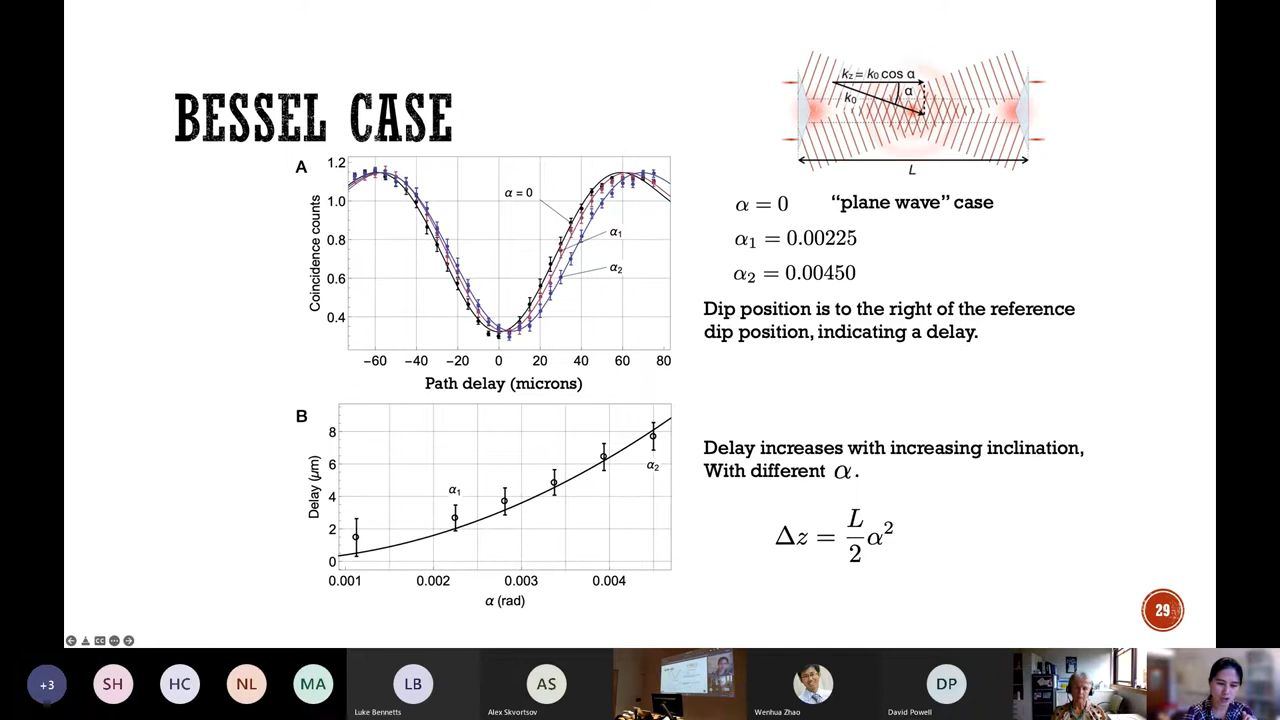 BESSEL CASE
A
1.2
1.0
0.8
0.6
0.4
Coincidence counts
α = 0
α₁
α₂
−60 −40 −20 0 20 40 60 80
Path delay (microns)
B
8
6
4
2
0
Delay (μm)
α₁
α₂
0.001 0.002 0.003 0.004
α (rad)
k_z = k₀ cos α
α
k₀
L
α = 0 “plane wave” case
α₁ = 0.00225
α₂ = 0.00450
Dip position is to the right of the reference
dip position, indicating a delay.
Delay increases with increasing inclination,
With different α.
Δz = L/2 α²
29
CC
+3 SH HC NL MA LB AS DP
Luke Bennetts Alex Skvortsov Wenhua Zhao David Powell